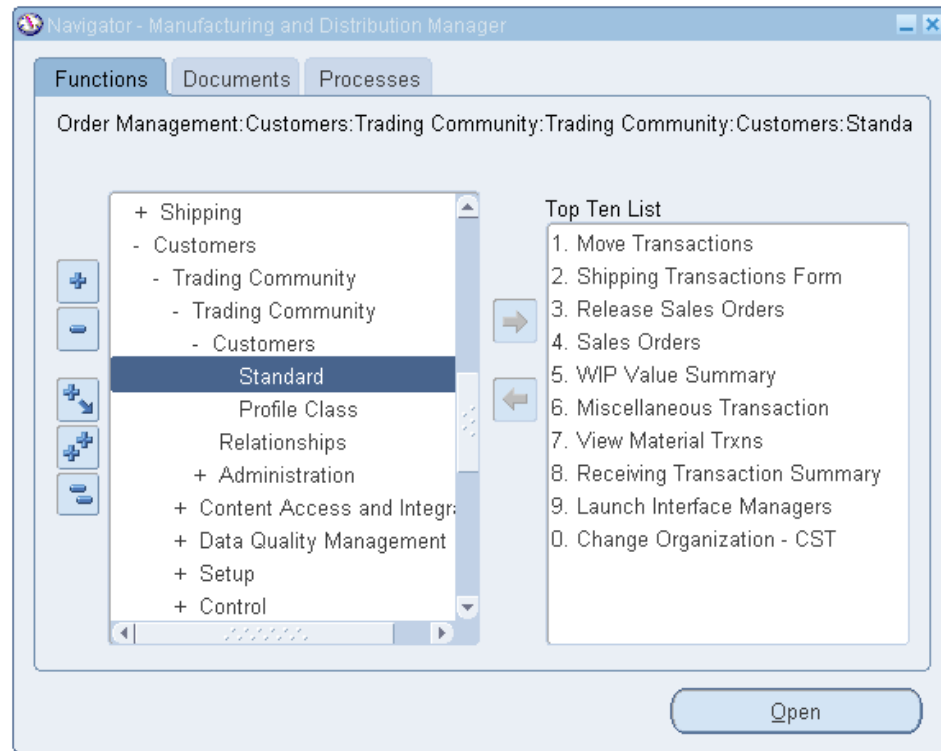 Navigator - Manufacturing and Distribution Manager
Functions
Documents
Processes
Order Management:Customers:Trading Community:Trading Community:Customers:Standa
+ Shipping
- Customers
- Trading Community
- Trading Community
- Customers
Standard
Profile Class
Relationships
+ Administration
+ Content Access and Integr
+ Data Quality Management
+ Setup
+ Control
Top Ten List
1. Move Transactions
2. Shipping Transactions Form
3. Release Sales Orders
4. Sales Orders
5. WIP Value Summary
6. Miscellaneous Transaction
7. View Material Trxns
8. Receiving Transaction Summary
9. Launch Interface Managers
0. Change Organization - CST
Open